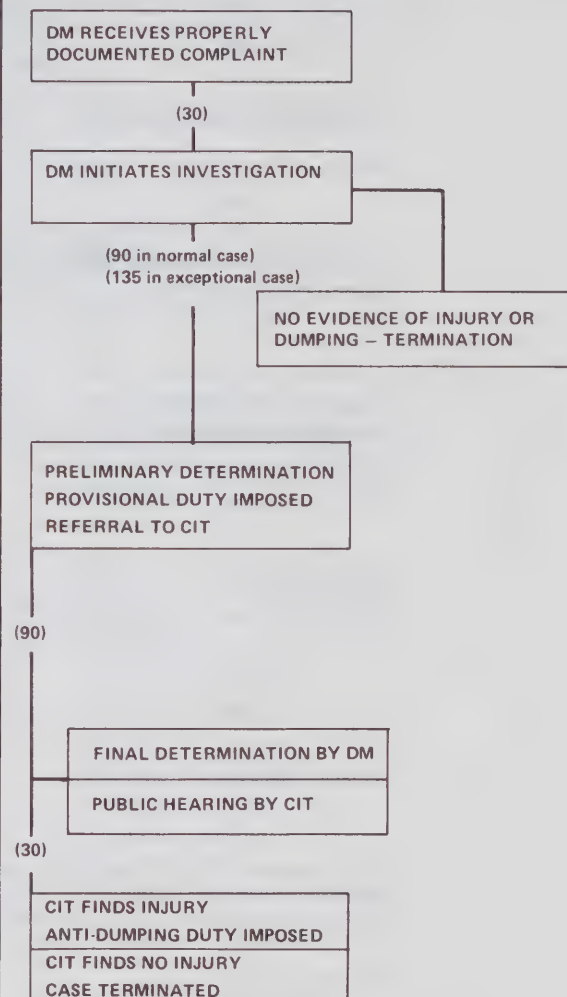 DM RECEIVES PROPERLY
DOCUMENTED COMPLAINT
(30)
DM INITIATES INVESTIGATION
(90 in normal case)
(135 in exceptional case)
NO EVIDENCE OF INJURY OR
DUMPING – TERMINATION
PRELIMINARY DETERMINATION
PROVISIONAL DUTY IMPOSED
REFERRAL TO CIT
(90)
FINAL DETERMINATION BY DM
PUBLIC HEARING BY CIT
(30)
CIT FINDS INJURY
ANTI-DUMPING DUTY IMPOSED
CIT FINDS NO INJURY
CASE TERMINATED